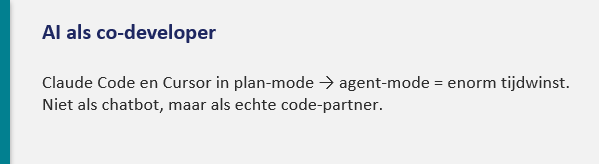 AI als co-developer
Claude Code en Cursor in plan-mode → agent-mode = enorm tijdwinst.
Niet als chatbot, maar als echte code-partner.